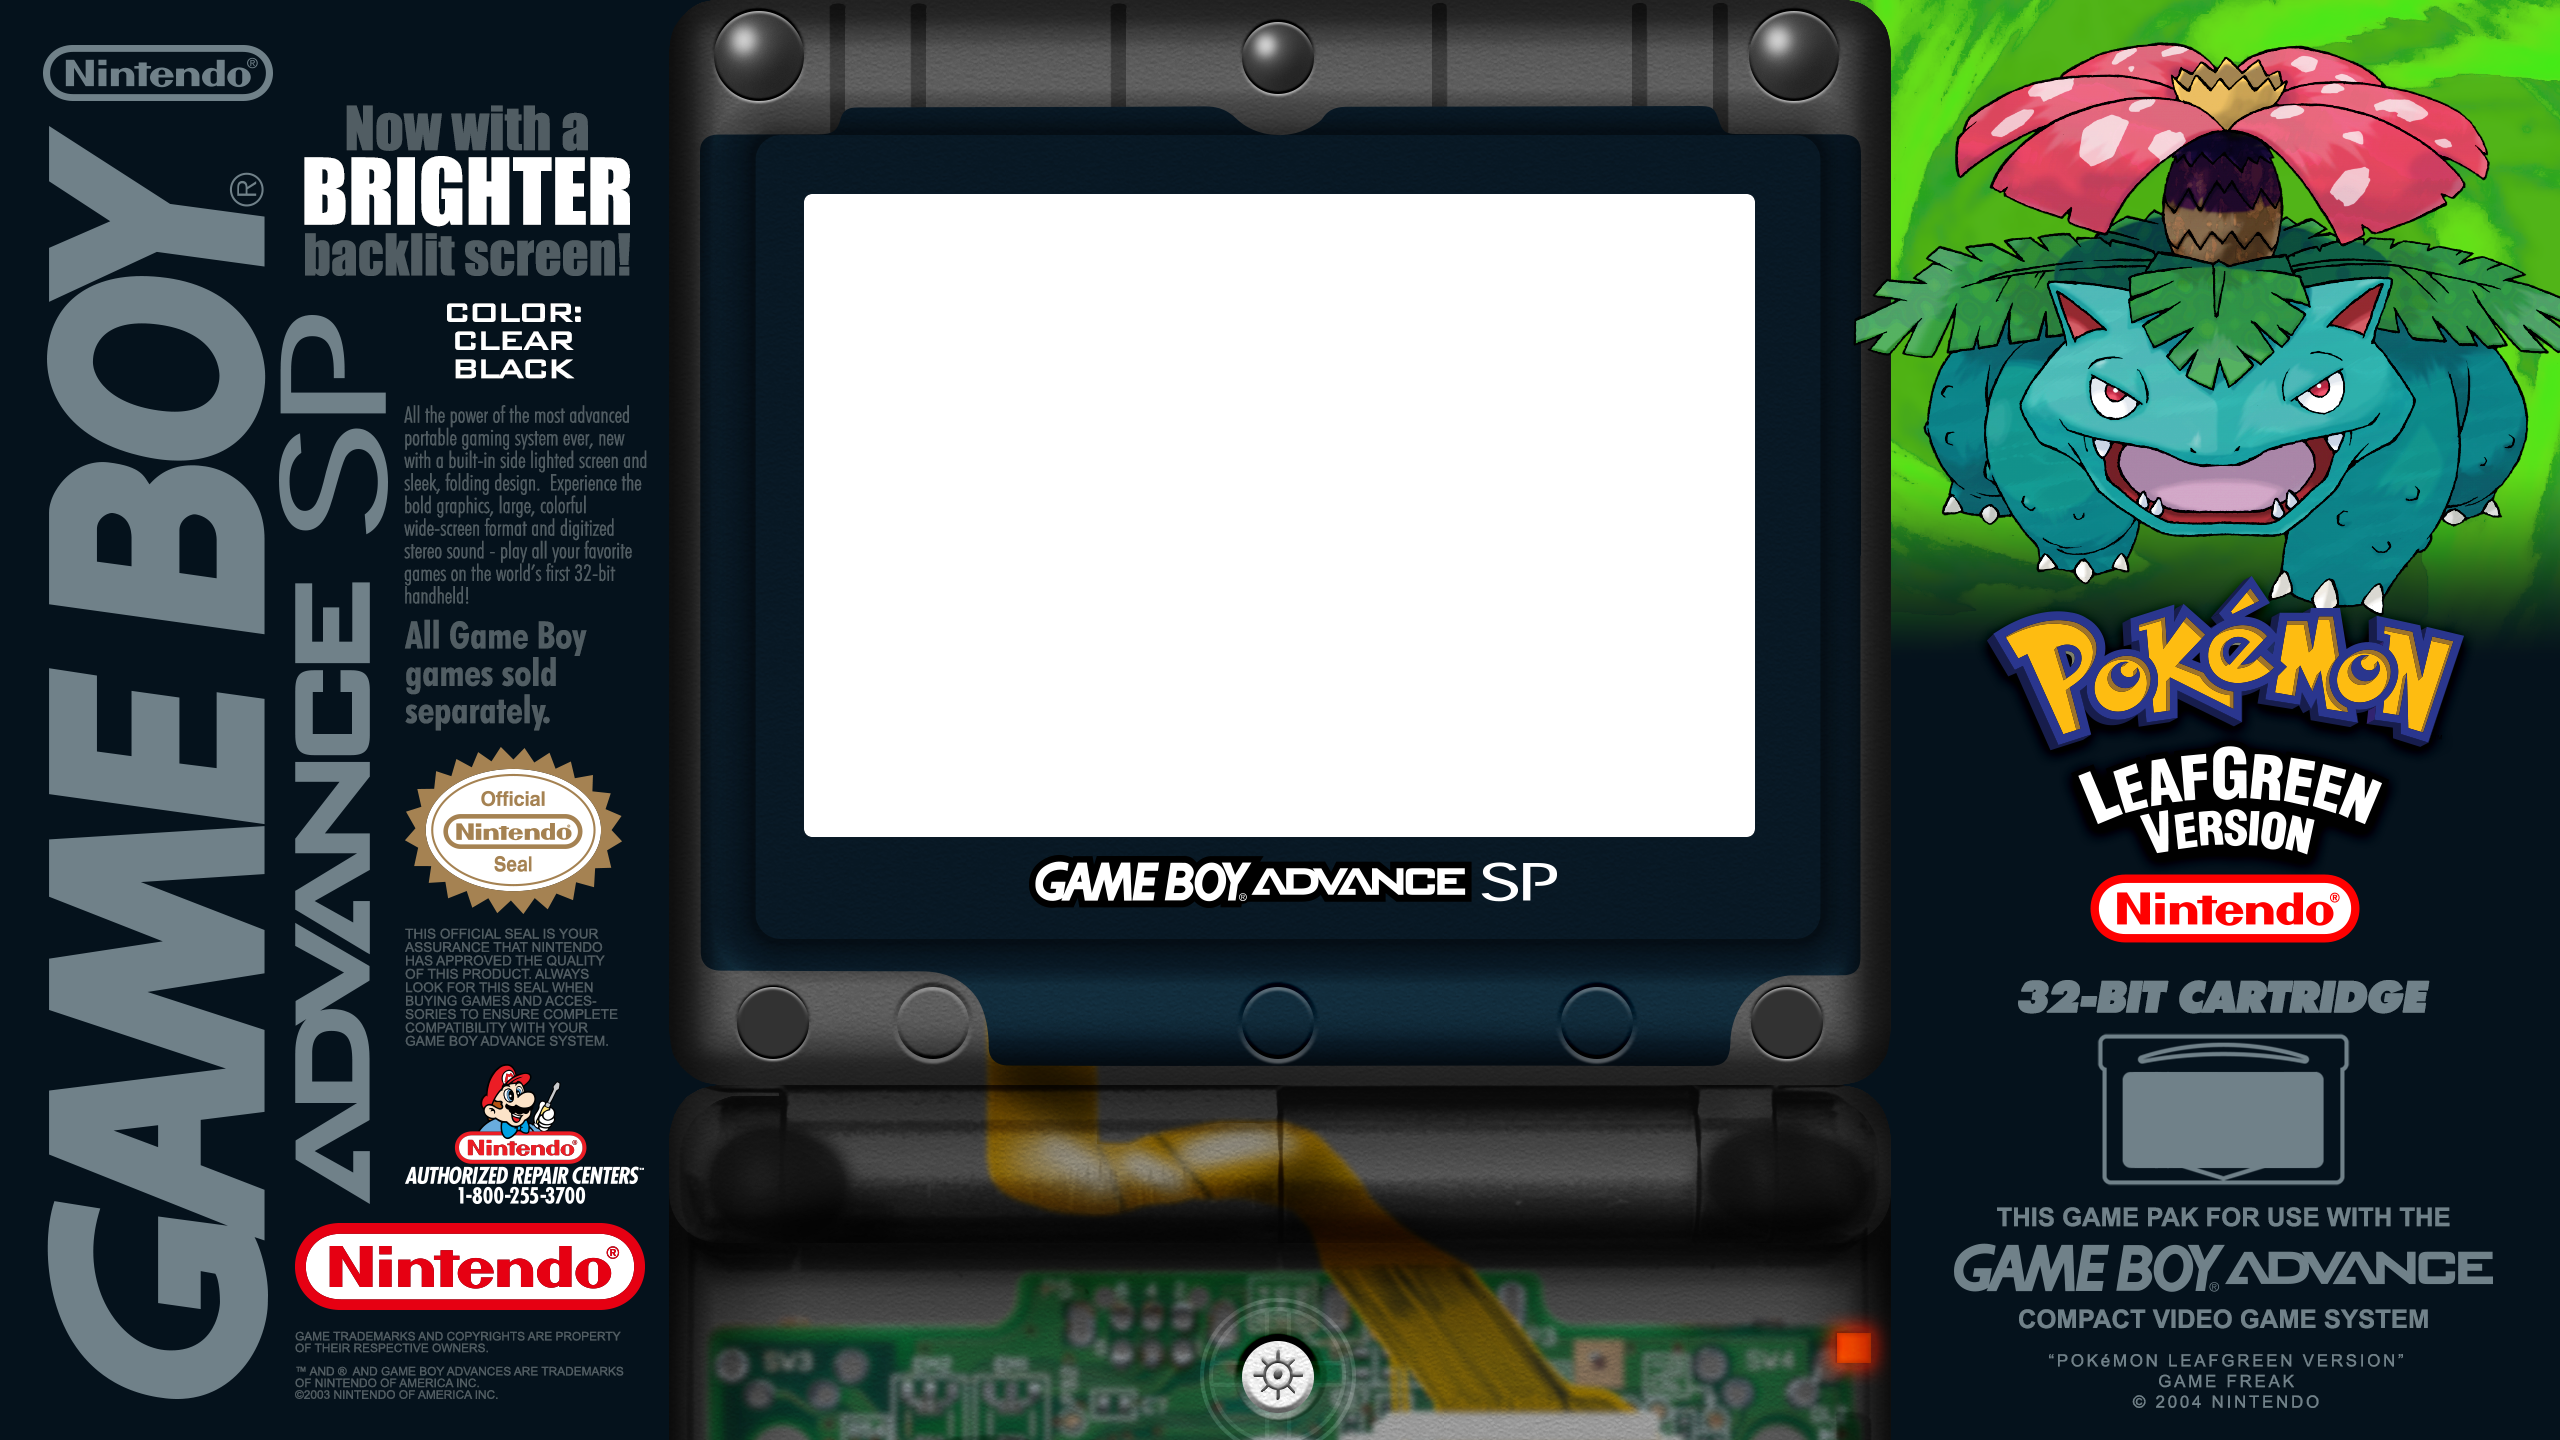 Nintendo®
GAME BOY®
ADVANCE SP
Now with a
BRIGHTER
backlit screen!
COLOR:
CLEAR
BLACK
All the power of the most advanced
portable gaming system ever, new
with a built-in side lighted screen and
sleek, folding design. Experience the
bold graphics, large, colorful
wide-screen format and digitized
stereo sound - play all your favorite
games on the world's first 32-bit
handheld!
All Game Boy
games sold
separately.
Official
Nintendo
Seal
THIS OFFICIAL SEAL IS YOUR
ASSURANCE THAT NINTENDO
HAS APPROVED THE QUALITY
OF THIS PRODUCT. ALWAYS
LOOK FOR THIS SEAL WHEN
BUYING GAMES AND ACCES-
SORIES TO ENSURE COMPLETE
COMPATIBILITY WITH YOUR
GAME BOY ADVANCE SYSTEM.
Nintendo®
AUTHORIZED REPAIR CENTERS™
1-800-255-3700
Nintendo®
GAME TRADEMARKS AND COPYRIGHTS ARE PROPERTY
OF THEIR RESPECTIVE OWNERS.
™ AND ® AND GAME BOY ADVANCES ARE TRADEMARKS
OF NINTENDO OF AMERICA INC.
©2003 NINTENDO OF AMERICA INC.
GAME BOY® ADVANCE SP
POKéMON
LEAFGREEN
VERSION
Nintendo®
32-BIT CARTRIDGE
THIS GAME PAK FOR USE WITH THE
GAME BOY® ADVANCE
COMPACT VIDEO GAME SYSTEM
“POKéMON LEAFGREEN VERSION”
GAME FREAK
© 2004 NINTENDO